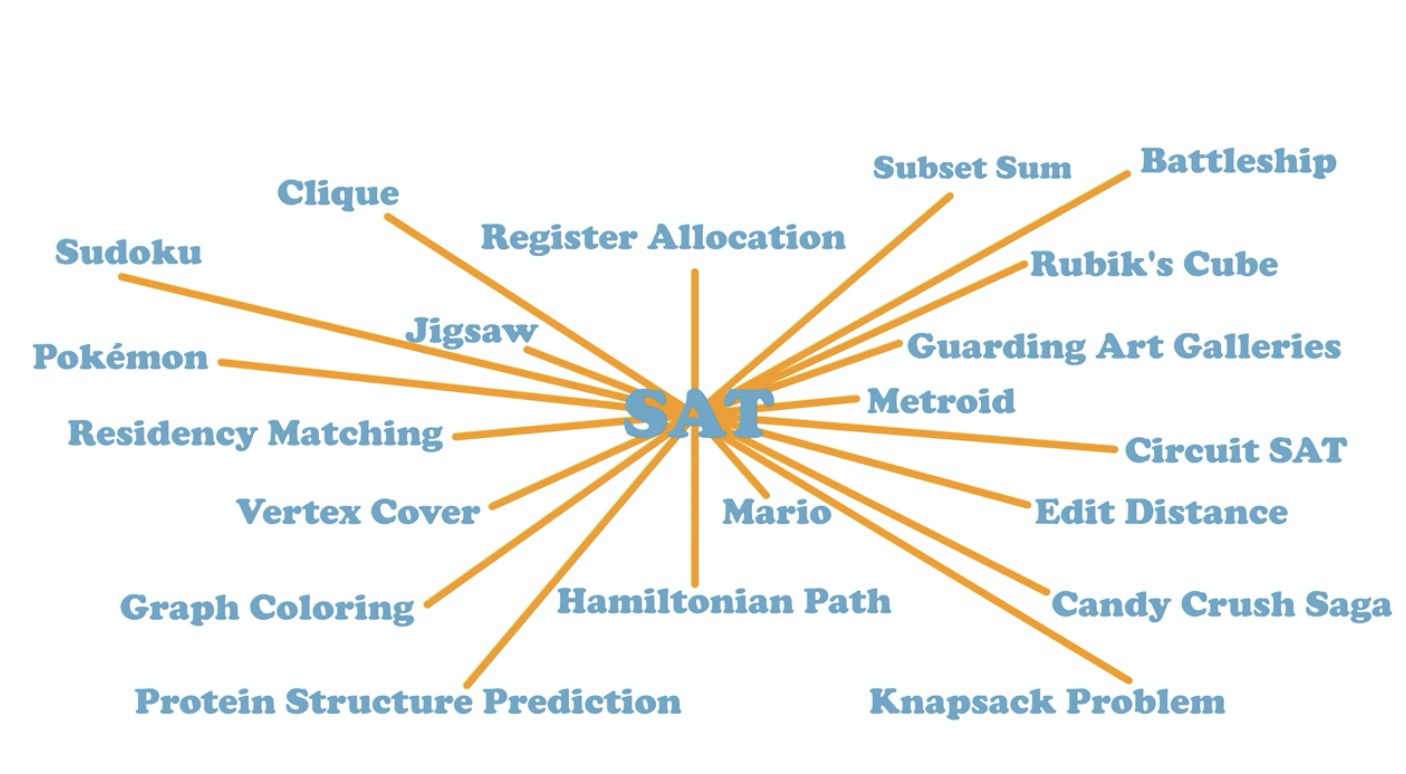 Subset Sum
Battleship
Clique
Register Allocation
Sudoku
Rubik's Cube
Jigsaw
Guarding Art Galleries
Pokémon
Metroid
SAT
Residency Matching
Circuit SAT
Vertex Cover
Mario
Edit Distance
Graph Coloring
Hamiltonian Path
Candy Crush Saga
Protein Structure Prediction
Knapsack Problem